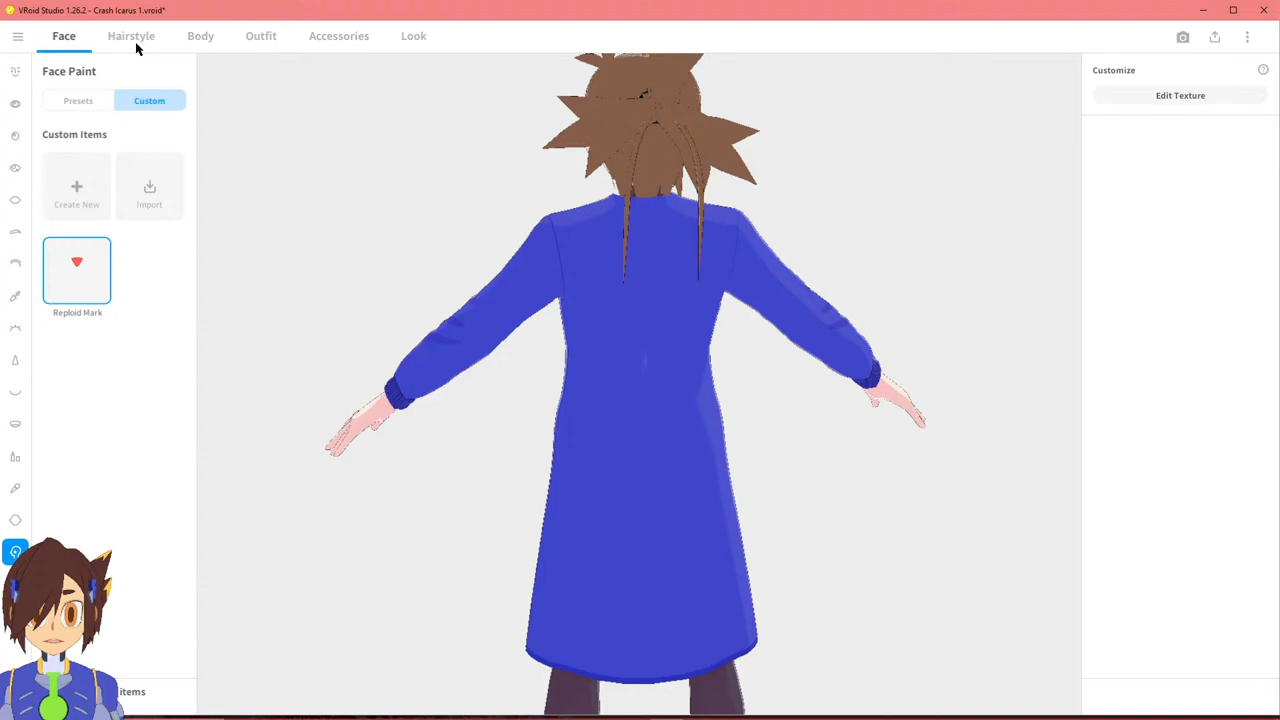 VRoid Studio 1.26.2 - Crash Icarus 1.vroid*
Face Hairstyle Body Outfit Accessories Look
Face Paint
Presets Custom
Custom Items
Create New Import
Reploid Mark
items
Customize
Edit Texture